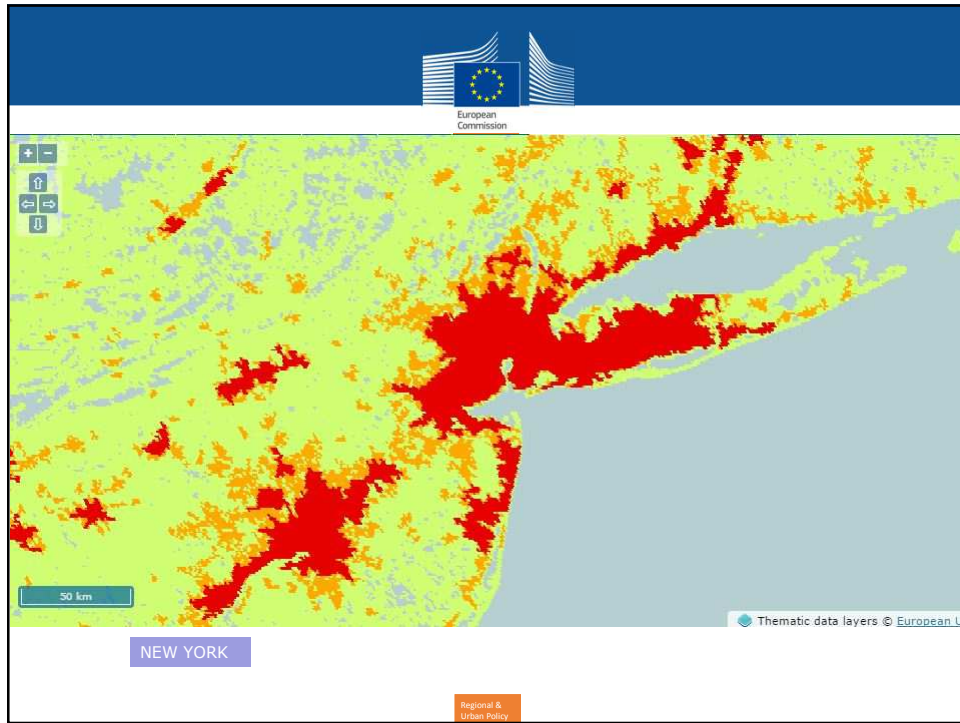 European
Commission
50 km
Thematic data layers © European U
NEW YORK
Regional &
Urban Policy